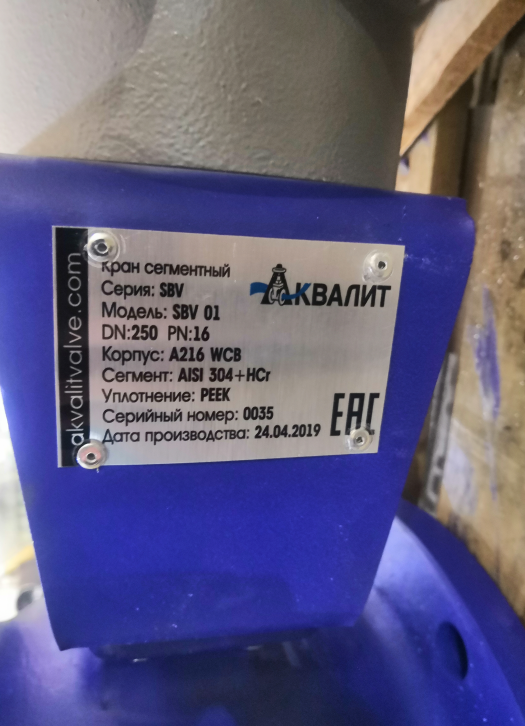 Кран сегментный
Серия: SBV
Модель: SBV 01
DN:250 PN:16
Корпус: A216 WCB
Сегмент: AISI 304+HCr
Уплотнение: PEEK
Серийный номер: 0035
Дата производства: 24.04.2019
АКВАЛИТ
EAC
akvalitvalve.com